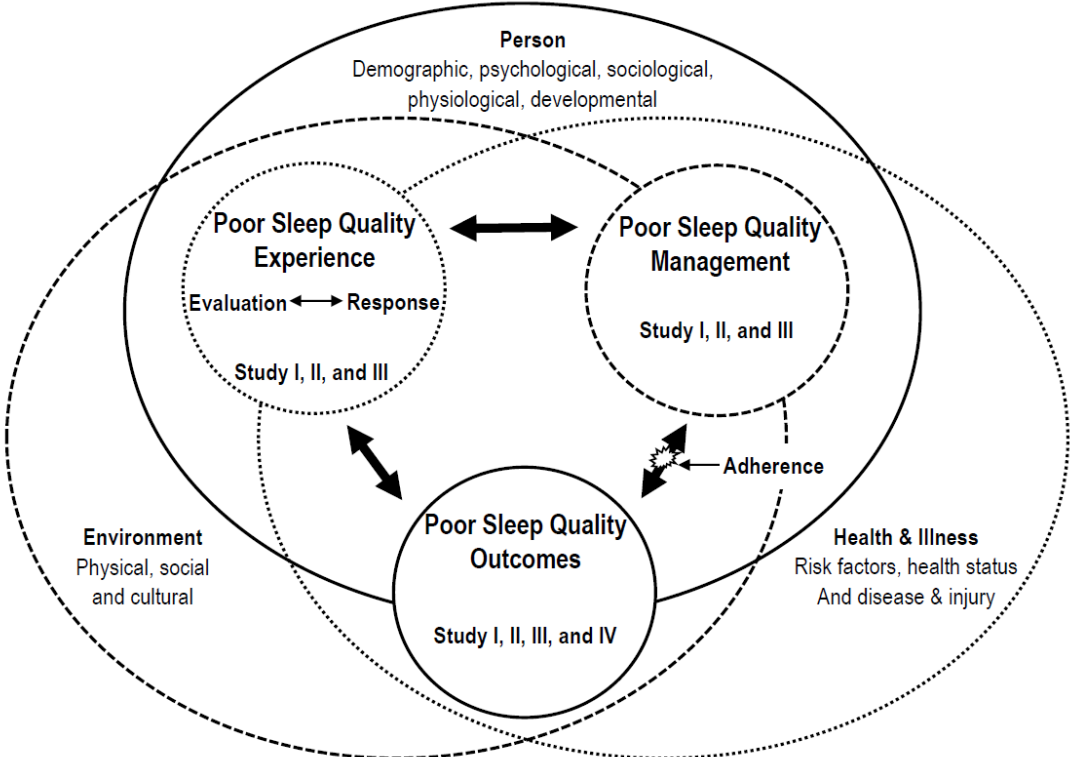 Person
Demographic, psychological, sociological,
physiological, developmental
Poor Sleep Quality
Experience
Evaluation
Response
Study I, II, and III
Poor Sleep Quality
Management
Study I, II, and III
Adherence
Poor Sleep Quality
Outcomes
Study I, II, III, and IV
Environment
Physical, social
and cultural
Health & Illness
Risk factors, health status
And disease & injury